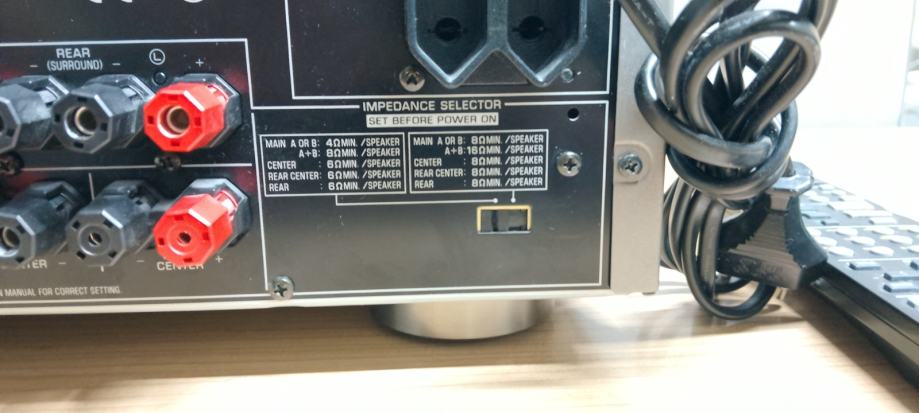 REAR
(SURROUND)
- - Ⓛ +
IMPEDANCE SELECTOR
SET BEFORE POWER ON
MAIN A OR B: 4ΩMIN. /SPEAKER
A+B: 8ΩMIN. /SPEAKER
CENTER : 6ΩMIN. /SPEAKER
REAR CENTER: 6ΩMIN. /SPEAKER
REAR : 6ΩMIN. /SPEAKER
MAIN A OR B: 8ΩMIN. /SPEAKER
A+B: 16ΩMIN. /SPEAKER
CENTER : 8ΩMIN. /SPEAKER
REAR CENTER: 8ΩMIN. /SPEAKER
REAR : 8ΩMIN. /SPEAKER
- CENTER +
MANUAL FOR CORRECT SETTING.